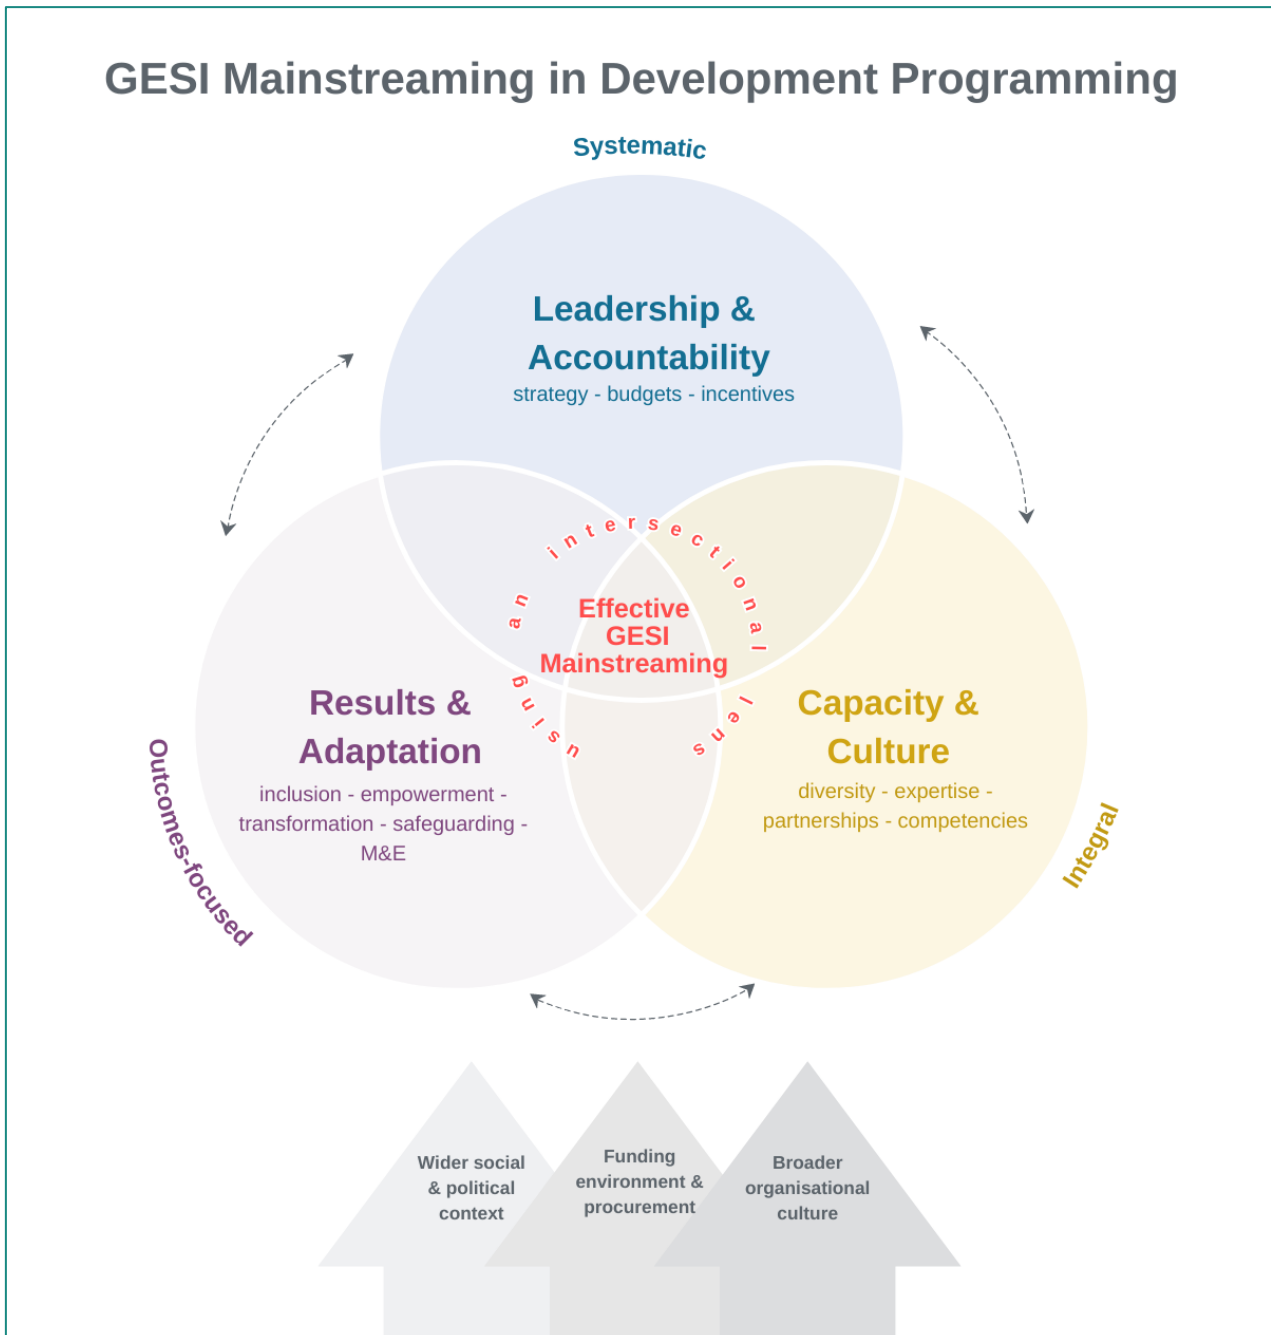 GESI Mainstreaming in Development Programming
Systematic
Leadership &
Accountability
strategy - budgets - incentives
using an intersectional lens
Effective
GESI
Mainstreaming
Results &
Adaptation
inclusion - empowerment -
transformation - safeguarding -
M&E
Outcomes-focused
Capacity &
Culture
diversity - expertise -
partnerships - competencies
Integral
Wider social
& political
context
Funding
environment &
procurement
Broader
organisational
culture